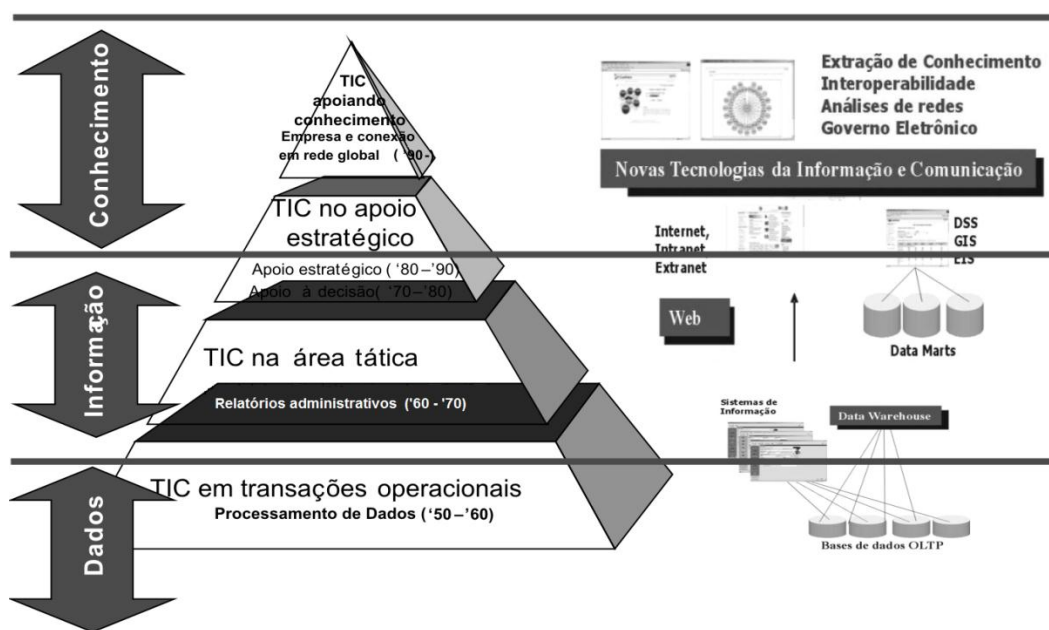 Conhecimento
Informação
Dados
TIC
apoiando
conhecimento
Empresa e conexão
em rede global ( '90-)
TIC no apoio
estratégico
Apoio estratégico ( '80 –'90)
Apoio à decisão( '70 –'80)
TIC na área tática
Relatórios administrativos ('60 - '70)
TIC em transações operacionais
Processamento de Dados ('50 –'60)
Extração de Conhecimento
Interoperabilidade
Análises de redes
Governo Eletrônico
Novas Tecnologias da Informação e Comunicação
Internet,
Intranet
Extranet
DSS
GIS
EIS
Web
Data Marts
Sistemas de
Informação
Data Warehouse
Bases de dados OLTP